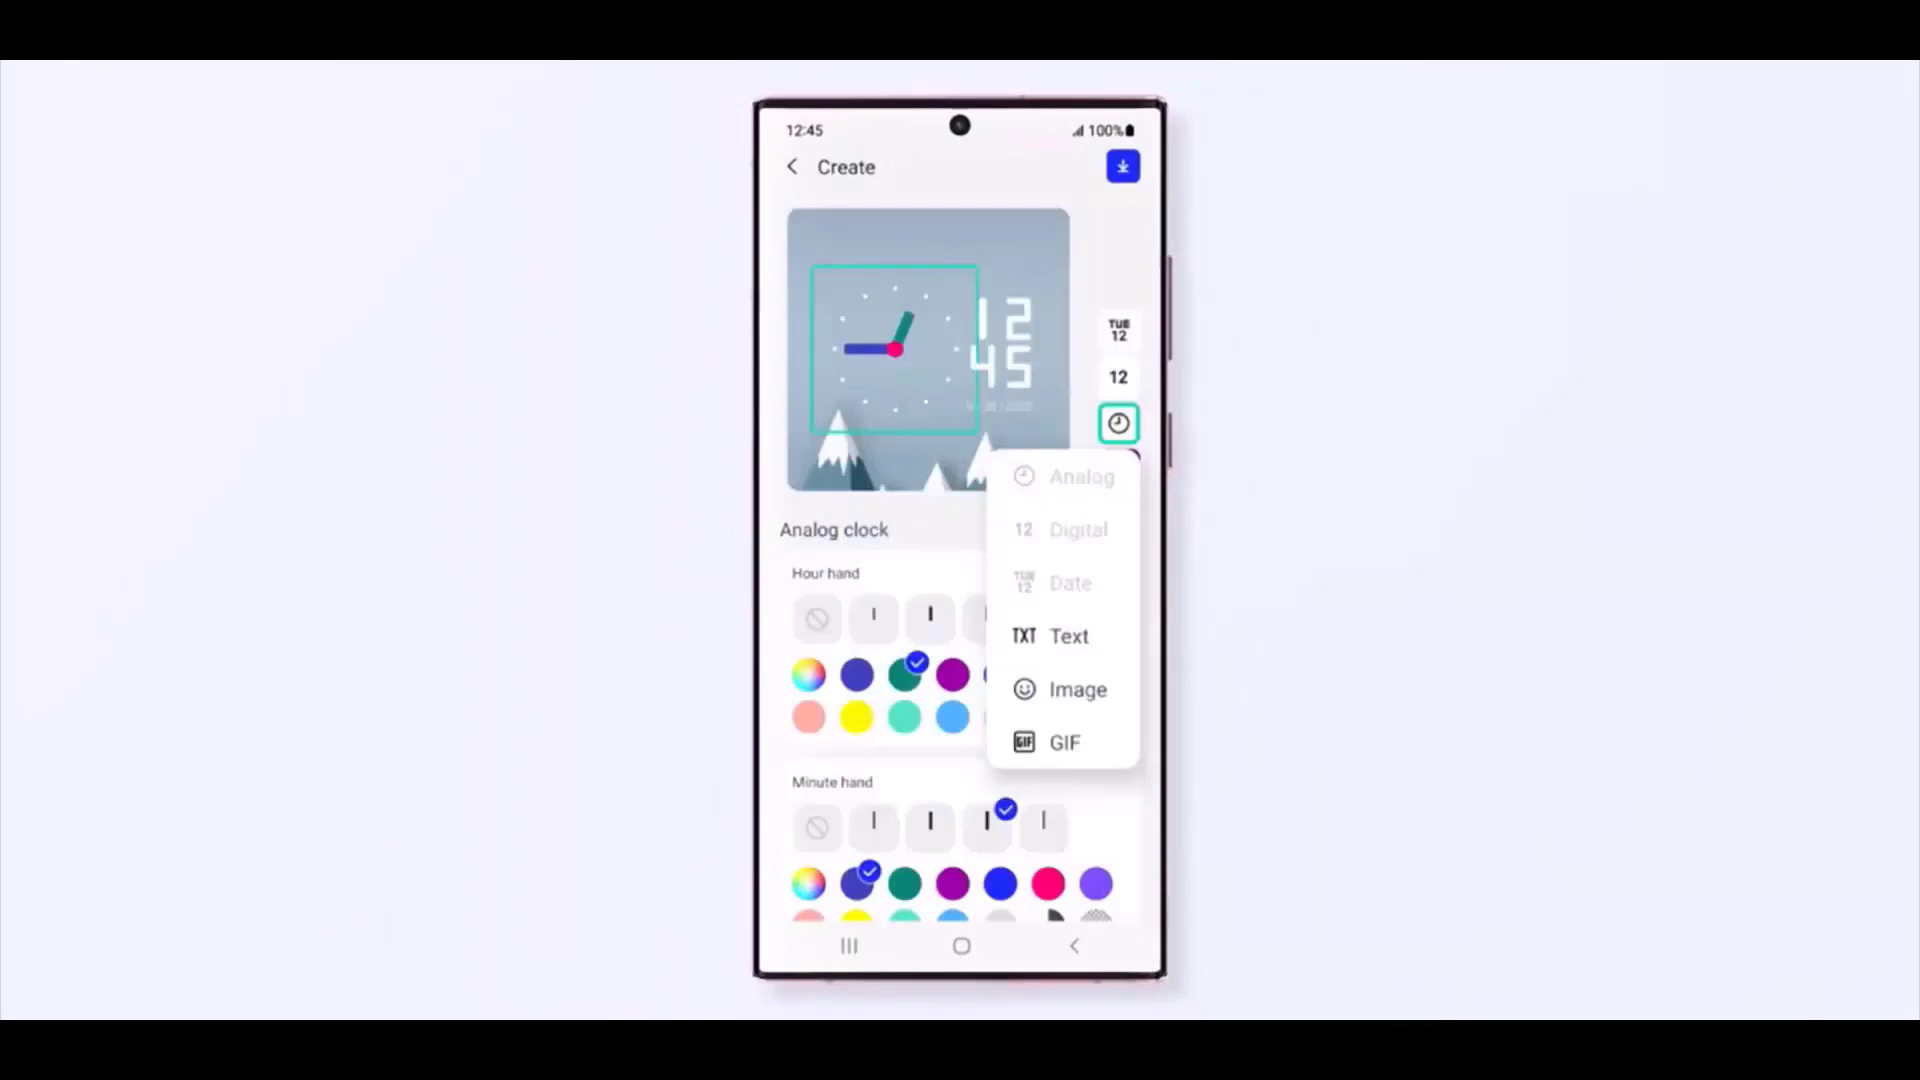 12:45
100%
Create
12
45
TUE
12
12
Analog
12 Digital
TUE
12
Date
Analog clock
Hour hand
TXT Text
Image
GIF GIF
Minute hand